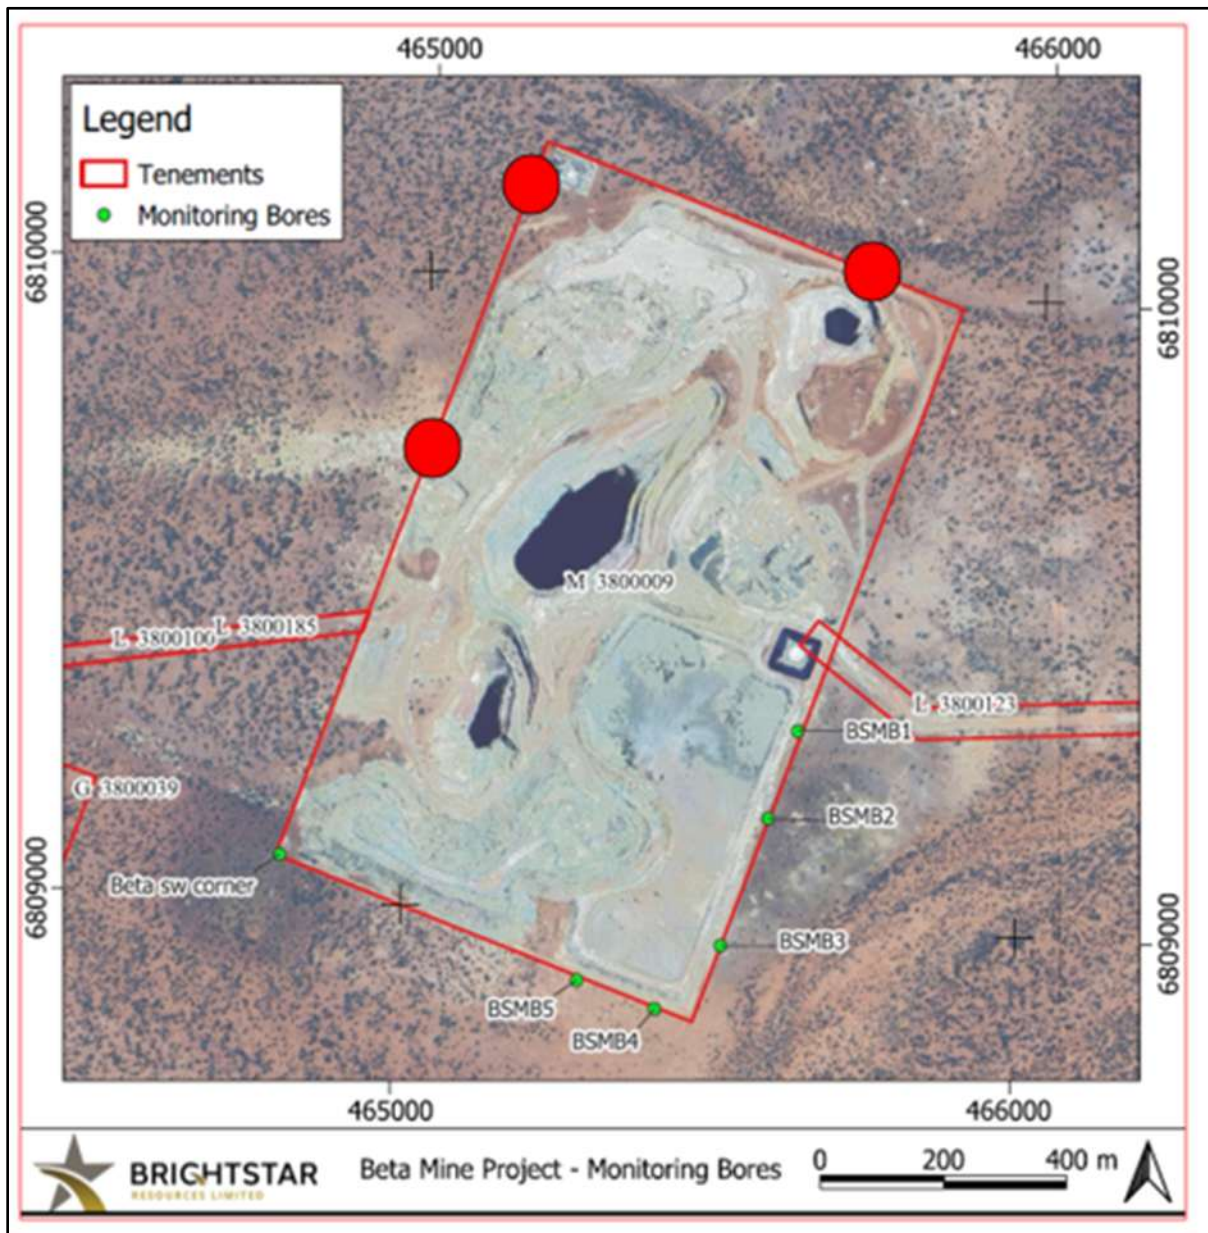 465000
466000
Legend
Tenements
Monitoring Bores
6810000
6810000
M 3800009
L 3800100
L 3800185
L 3800123
BSMB1
G 3800039
BSMB2
Beta sw corner
6809000
BSMB3
6809000
BSMB5
BSMB4
465000
466000
BRIGHTSTAR
RESOURCES LIMITED
Beta Mine Project - Monitoring Bores
0
200
400 m